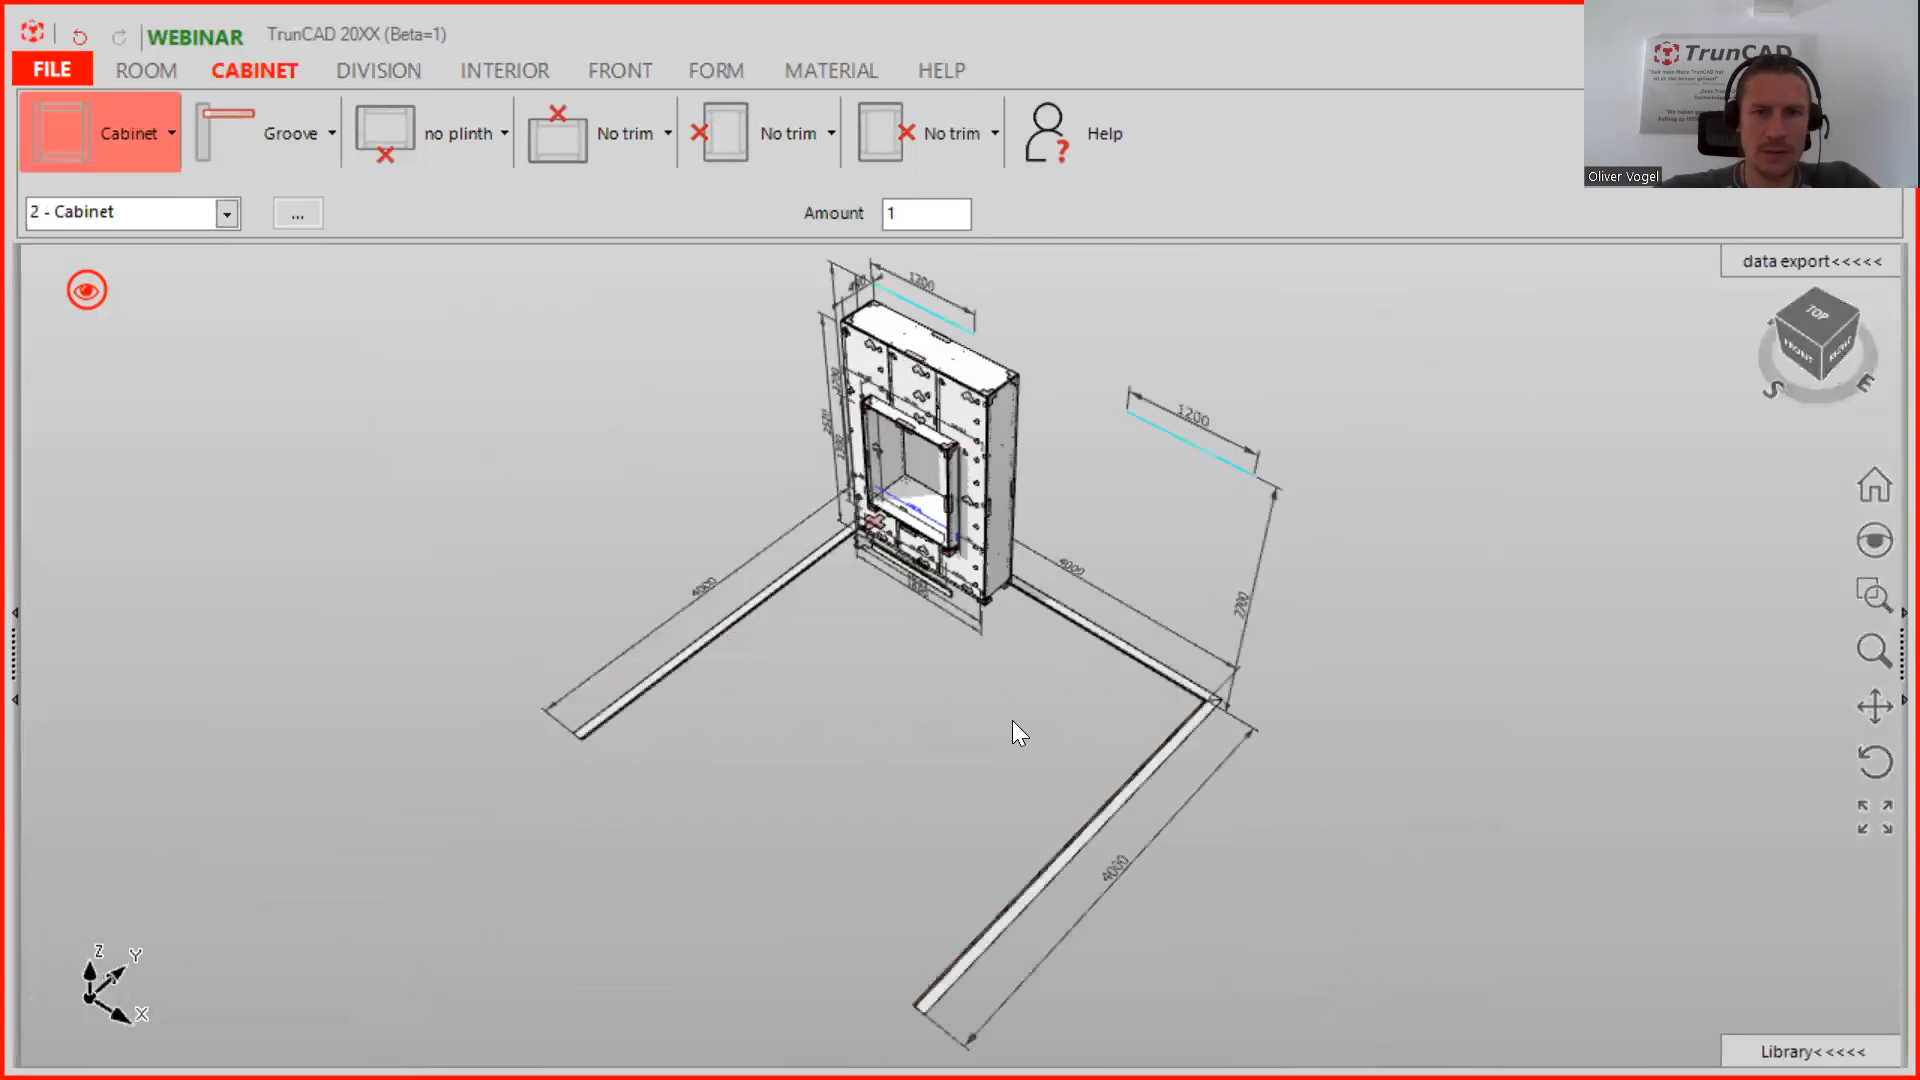 WEBINAR TrunCAD 20XX (Beta=1)
FILE ROOM CABINET DIVISION INTERIOR FRONT FORM MATERIAL HELP
Cabinet Groove no plinth No trim No trim No trim Help
2 - Cabinet ... Amount 1
TrunCAD
Oliver Vogel
data export<<<<<
TOP
FRONT
S E
1200
1200
4000
4000
2700
4000
Z Y X
Library<<<<<